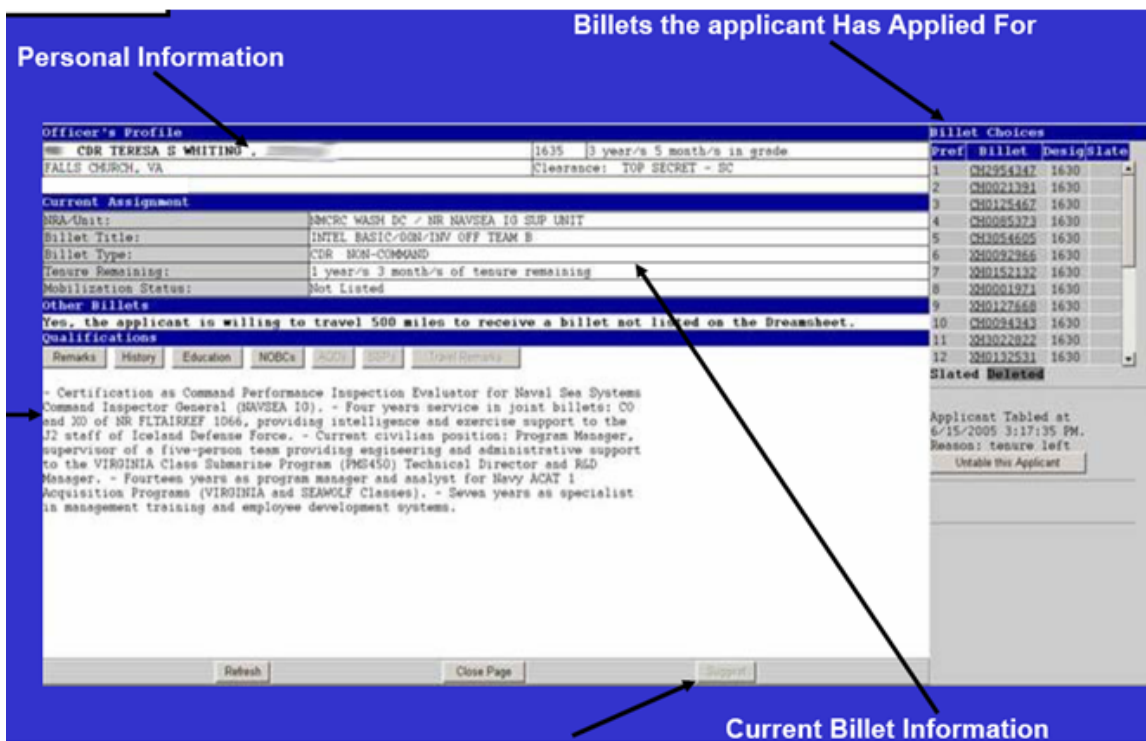 Billets the applicant Has Applied For
Personal Information
Officer's Profile
CDR TERESA S WHITING ,
1635 3 year/s 5 month/s in grade
FALLS CHURCH, VA
Clearance: TOP SECRET - SC
Current Assignment
NRA/Unit: NMCRC WASH DC / NR NAVSEA IG SUP UNIT
Billet Title: INTEL BASIC/GGN/INV OFF TEAM B
Billet Type: CDR NON-COMMAND
Tenure Remaining: 1 year/s 3 month/s of tenure remaining
Mobilization Status: Not Listed
Other Billets
Yes, the applicant is willing to travel 500 miles to receive a billet not listed on the Dreamsheet.
Qualifications
Remarks History Education NOBCs AQDs SSPs Travel Remarks
- Certification as Command Performance Inspection Evaluator for Naval Sea Systems
Command Inspector General (NAVSEA IG). - Four years service in joint billets: CO
and XO of NR FLTAIRKEF 1066, providing intelligence and exercise support to the
J2 staff of Iceland Defense Force. - Current civilian position: Program Manager,
supervisor of a five-person team providing engineering and administrative support
to the VIRGINIA Class Submarine Program (PMS450) Technical Director and R&D
Manager. - Fourteen years as program manager and analyst for Navy ACAT 1
Acquisition Programs (VIRGINIA and SEAWOLF Classes). - Seven years as specialist
in management training and employee development systems.
Refresh Close Page Support
Billet Choices
Pref Billet Desig Slate
1 CH2954347 1630
2 CH0021391 1630
3 CH0125467 1630
4 CH0085373 1630
5 CH3054605 1630
6 XH0092966 1630
7 XH0152132 1630
8 XH0001971 1630
9 XH0127668 1630
10 CH0094343 1630
11 XH3022822 1630
12 XH0132531 1630
Slated Deleted
Applicant Tabled at
6/15/2005 3:17:35 PM.
Reason: tenure left
Untable this Applicant
Current Billet Information